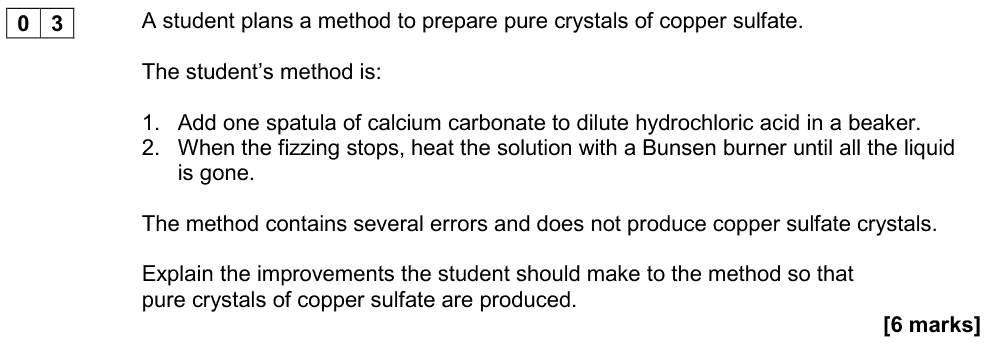 0 3 A student plans a method to prepare pure crystals of copper sulfate.
The student's method is:
1. Add one spatula of calcium carbonate to dilute hydrochloric acid in a beaker.
2. When the fizzing stops, heat the solution with a Bunsen burner until all the liquid
is gone.
The method contains several errors and does not produce copper sulfate crystals.
Explain the improvements the student should make to the method so that
pure crystals of copper sulfate are produced.
[6 marks]